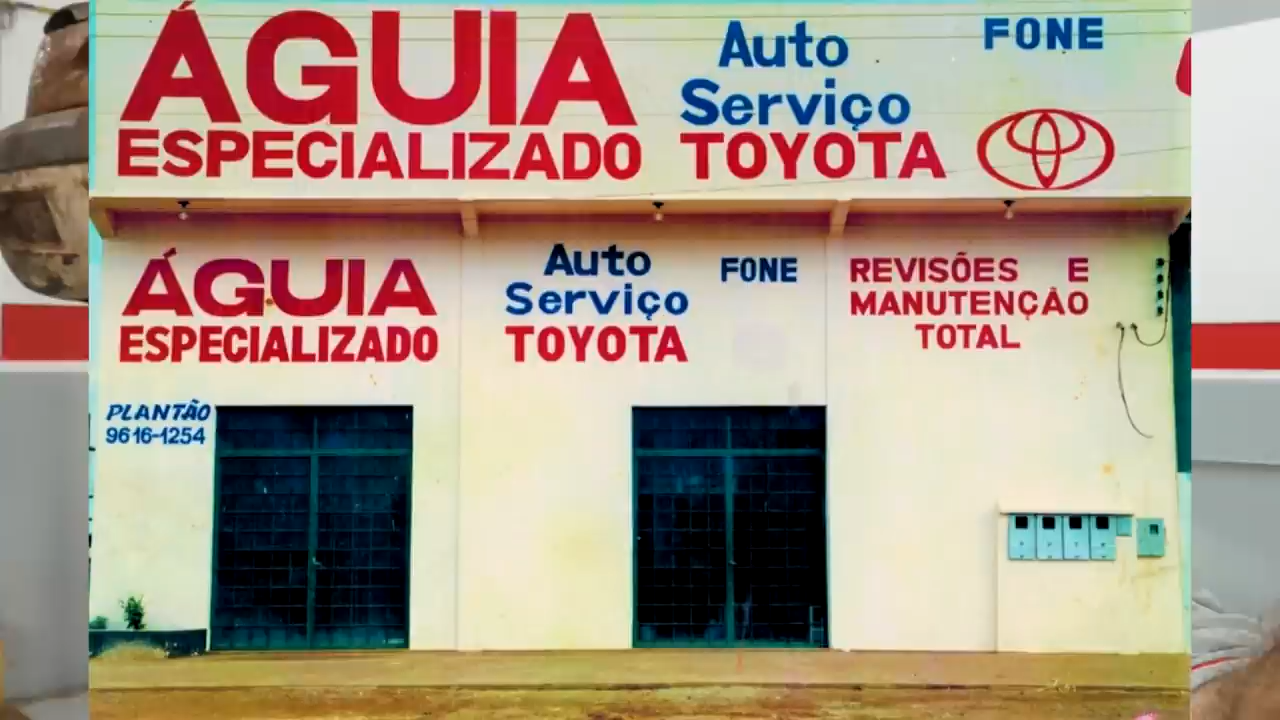 ÁGUIA
ESPECIALIZADO
Auto
Serviço
TOYOTA
FONE
ÁGUIA
ESPECIALIZADO
Auto
Serviço
TOYOTA
FONE
REVISÕES E
MANUTENÇÃO
TOTAL
PLANTÃO
9616-1254